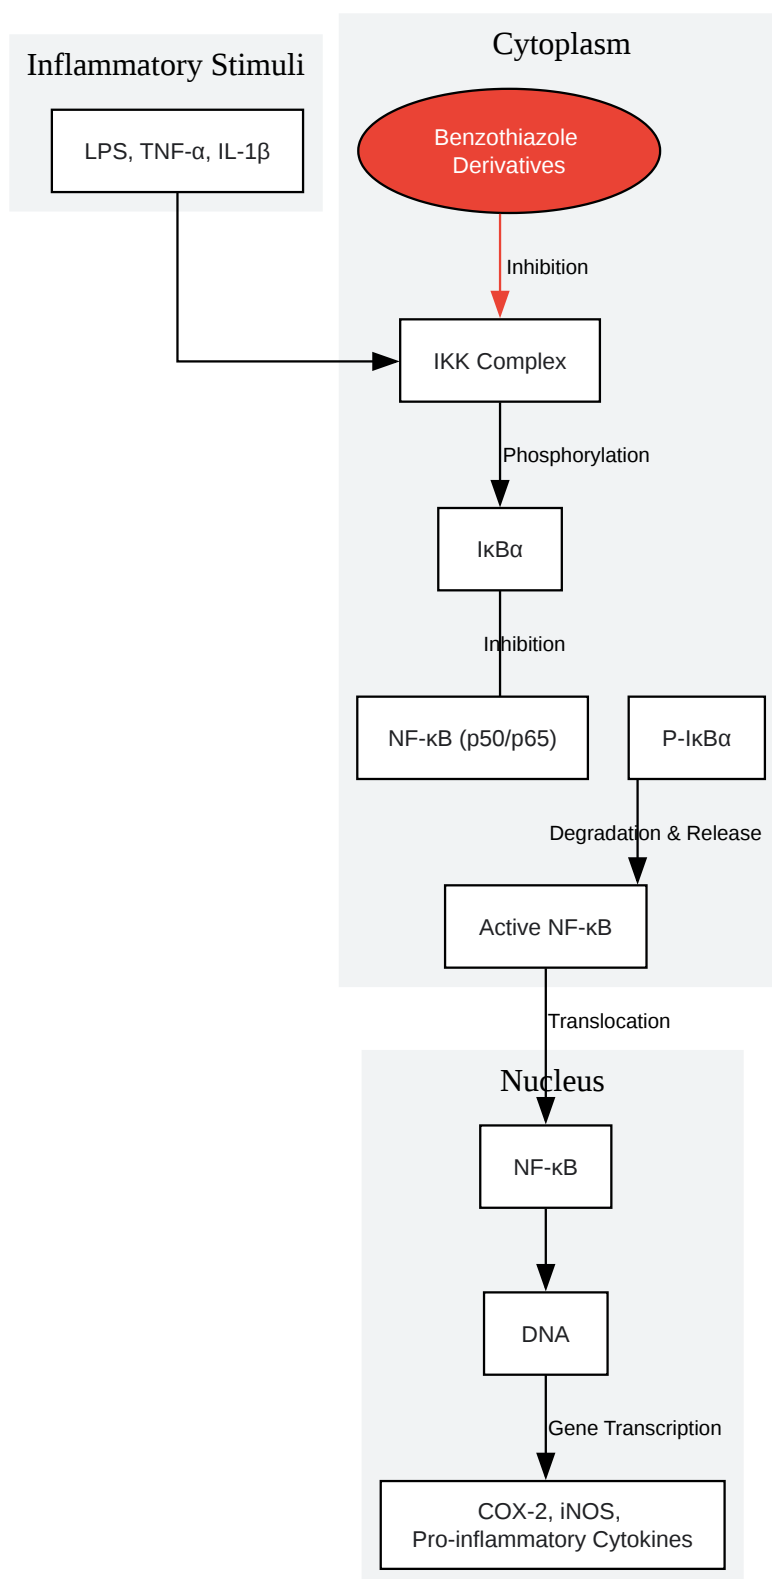 Inflammatory Stimuli
LPS, TNF-α, IL-1β
Cytoplasm
Benzothiazole
Derivatives
Inhibition
IKK Complex
Phosphorylation
IκBα
Inhibition
NF-κB (p50/p65)
P-IκBα
Degradation & Release
Active NF-κB
Translocation
Nucleus
NF-κB
DNA
Gene Transcription
COX-2, iNOS,
Pro-inflammatory Cytokines